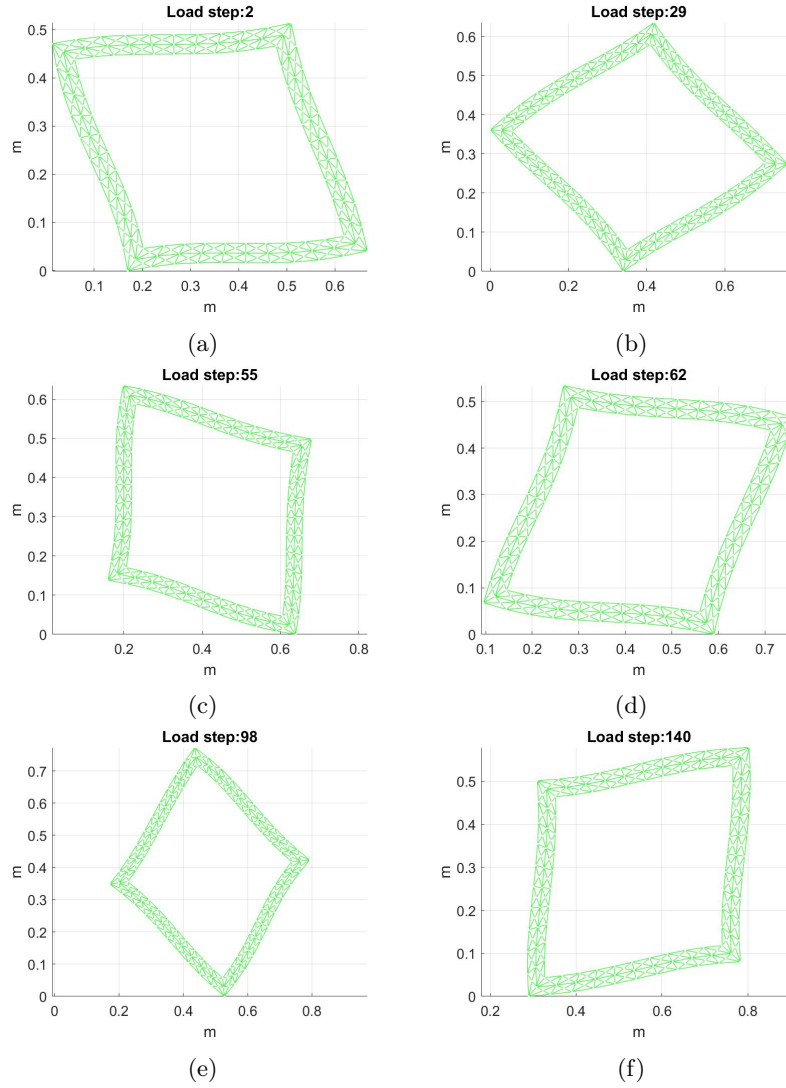 Load step:2
0.5
0.4
0.3
0.2
0.1
0
m
0.1 0.2 0.3 0.4 0.5 0.6
m
(a)
Load step:29
0.6
0.5
0.4
0.3
0.2
0.1
0
m
0 0.2 0.4 0.6
m
(b)
Load step:55
0.6
0.5
0.4
0.3
0.2
0.1
0
m
0.2 0.4 0.6 0.8
m
(c)
Load step:62
0.5
0.4
0.3
0.2
0.1
0
m
0.1 0.2 0.3 0.4 0.5 0.6 0.7
m
(d)
Load step:98
0.7
0.6
0.5
0.4
0.3
0.2
0.1
0
m
0 0.2 0.4 0.6 0.8
m
(e)
Load step:140
0.5
0.4
0.3
0.2
0.1
0
m
0.2 0.4 0.6 0.8
m
(f)